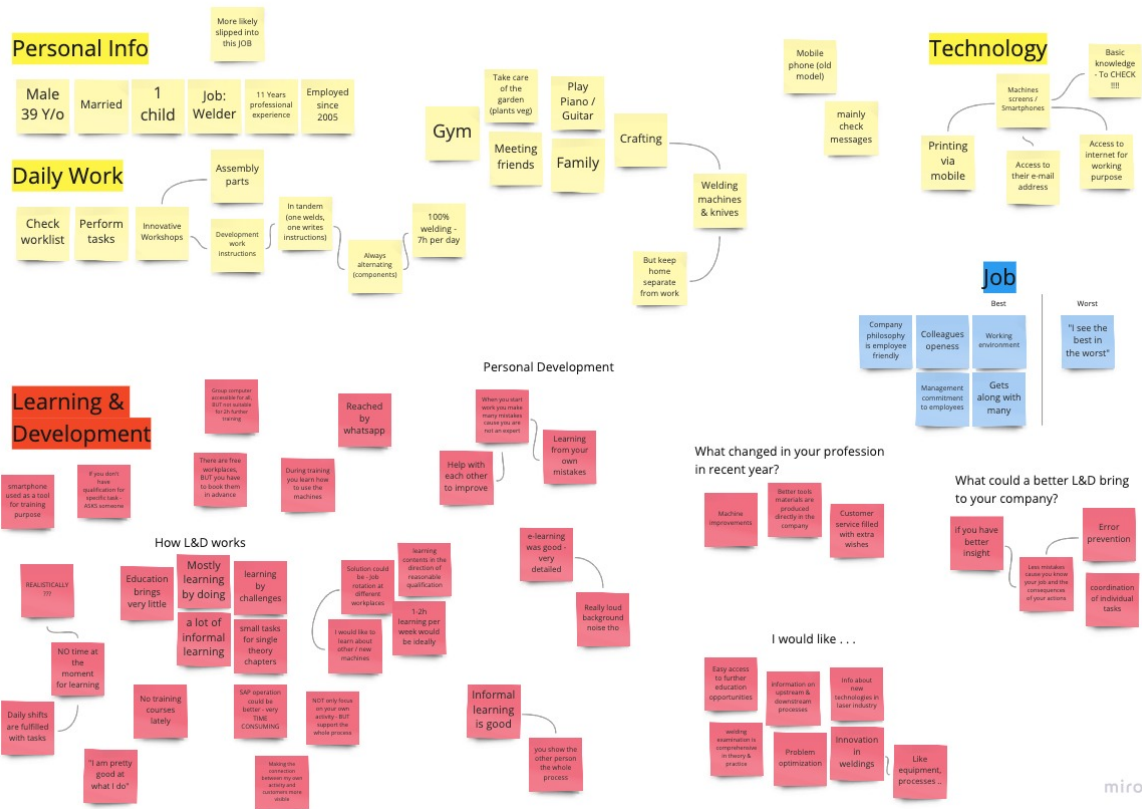 More likely
slipped into
this JOB
Personal Info
Male
39 Y/o
Married
1
child
Job:
Welder
11 Years
professional
experience
Employed
since
2005
Daily Work
Assembly
parts
Check
worklist
Perform
tasks
Innovative
Workshops
Development
work
instructions
In tandem
(one welds,
one writes
instructions)
Always
alternating
(components)
100%
welding -
7h per day
Gym
Take care
of the
garden
(plants veg)
Play
Piano /
Guitar
Meeting
friends
Family
Crafting
Welding
machines
& knives
But keep
home
separate
from work
Mobile
phone (old
model)
mainly
check
messages
Technology
Basic
knowledge
- To CHECK
!!!!
Machines
screens /
Smartphones
Printing
via
mobile
Access to
their e-mail
address
Access to
internet for
working
purpose
Job
Best
Worst
Company
philosophy
is employee
friendly
Colleagues
openess
Working
environment
"I see the
best in
the worst"
Management
commitment
to employees
Gets
along with
many
Learning &
Development
Group computer
accessible for all,
BUT not suitable
for 2h further
training
Reached
by
whatsapp
smartphone
used as a tool
for training
purpose
If you don't
have
qualification for
specific task -
ASAS someone
There are free
workplaces,
BUT you have
to book them
in advance
During training
you learn how
to use the
machines
Personal Development
When you start
work you make
many mistakes
cause you are
not an expert
Learning
from your
own
mistakes
Help with
each other
to improve
How L&D works
REALISTICALLY
!!!!
NO time at
the
moment
for learning
Daily shifts
are fulfilled
with tasks
"I am pretty
good at
what I do"
Education
brings
very little
Mostly
learning
by doing
learning
by
challenges
a lot of
informal
learning
small tasks
for single
theory
chapters
No training
courses
lately
SAP operation
could be
better - very
TIME
CONSUMING
NOT only focus
on your own
activity - BUT
support the
whole process
Making the
connection
between my own
activity and
customers more
visible
Solution could
be - Job
rotation at
different
workplaces
learning
contents in the
direction of
reasonable
qualification
I would like to
learn about
other / new
machines
1-2h
learning per
week would
be ideally
e-learning
was good -
very
detailed
Really loud
background
noise tho
Informal
learning
is good
you show the
other person
the whole
process
What changed in your profession
in recent year?
Machine
improvements
Better tools
materials are
produced
directly in the
company
Customer
service filled
with extra
wishes
What could a better L&D bring
to your company?
if you have
better
insight
Less mistakes
cause you know
your job and the
consequences
of your actions
Error
prevention
coordination
of individual
tasks
I would like . . .
Easy access
to further
education
opportunities
Information on
upstream &
downstream
processes
Info about
new
technologies in
laser industry
welding
examination is
comprehensive
in theory &
practice
Problem
optimization
Innovation
in
weldings
Like
equipment,
processes ..
miro